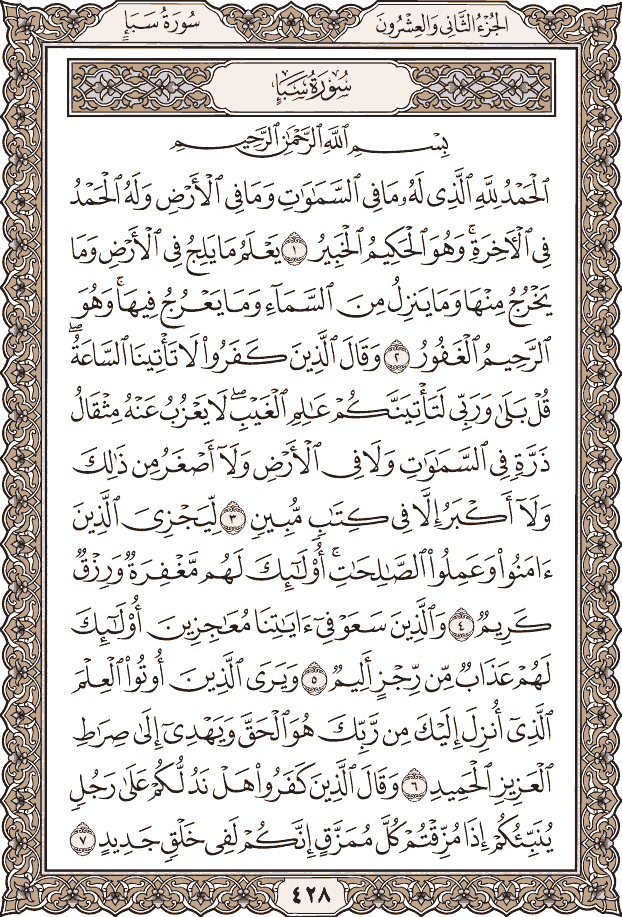 الجزء الثاني والعشرون
سورة سبإ
سُورَةُ سَبَإٍ
بِسْمِ ٱللَّهِ ٱلرَّحْمَٰنِ ٱلرَّحِيمِ
ٱلْحَمْدُ لِلَّهِ ٱلَّذِى لَهُۥ مَا فِى ٱلسَّمَٰوَٰتِ وَمَا فِى ٱلْأَرْضِ وَلَهُ ٱلْحَمْدُ
فِى ٱلْأَخِرَةِۚ وَهُوَ ٱلْحَكِيمُ ٱلْخَبِيرُ ١ يَعْلَمُ مَا يَلِجُ فِى ٱلْأَرْضِ وَمَا
يَخْرُجُ مِنْهَا وَمَا يَنزِلُ مِنَ ٱلسَّمَآءِ وَمَا يَعْرُجُ فِيهَاۚ وَهُوَ
ٱلرَّحِيمُ ٱلْغَفُورُ ٢ وَقَالَ ٱلَّذِينَ كَفَرُوا۟ لَا تَأْتِينَا ٱلسَّاعَةُۖ
قُلْ بَلَىٰ وَرَبِّى لَتَأْتِيَنَّكُمْ عَٰلِمِ ٱلْغَيْبِۖ لَا يَعْزُبُ عَنْهُ مِثْقَالُ
ذَرَّةٍ فِى ٱلسَّمَٰوَٰتِ وَلَا فِى ٱلْأَرْضِ وَلَآ أَصْغَرُ مِن ذَٰلِكَ
وَلَآ أَكْبَرُ إِلَّا فِى كِتَٰبٍ مُّبِينٍ ٣ لِّيَجْزِىَ ٱلَّذِينَ
ءَامَنُوا۟ وَعَمِلُوا۟ ٱلصَّٰلِحَٰتِۚ أُو۟لَٰٓئِكَ لَهُم مَّغْفِرَةٌ وَرِزْقٌ
كَرِيمٌ ٤ وَٱلَّذِينَ سَعَوْ فِىٓ ءَايَٰتِنَا مُعَٰجِزِينَ أُو۟لَٰٓئِكَ
لَهُمْ عَذَابٌ مِّن رِّجْزٍ أَلِيمٌ ٥ وَيَرَى ٱلَّذِينَ أُوتُوا۟ ٱلْعِلْمَ
ٱلَّذِىٓ أُنزِلَ إِلَيْكَ مِن رَّبِّكَ هُوَ ٱلْحَقَّ وَيَهْدِىٓ إِلَىٰ صِرَٰطِ
ٱلْعَزِيزِ ٱلْحَمِيدِ ٦ وَقَالَ ٱلَّذِينَ كَفَرُوا۟ هَلْ نَدُلُّكُمْ عَلَىٰ رَجُلٍ
يُنَبِّئُكُمْ إِذَا مُزِّقْتُمْ كُلَّ مُمَزَّقٍ إِنَّكُمْ لَفِى خَلْقٍ جَدِيدٍ ٧
٤٢٨